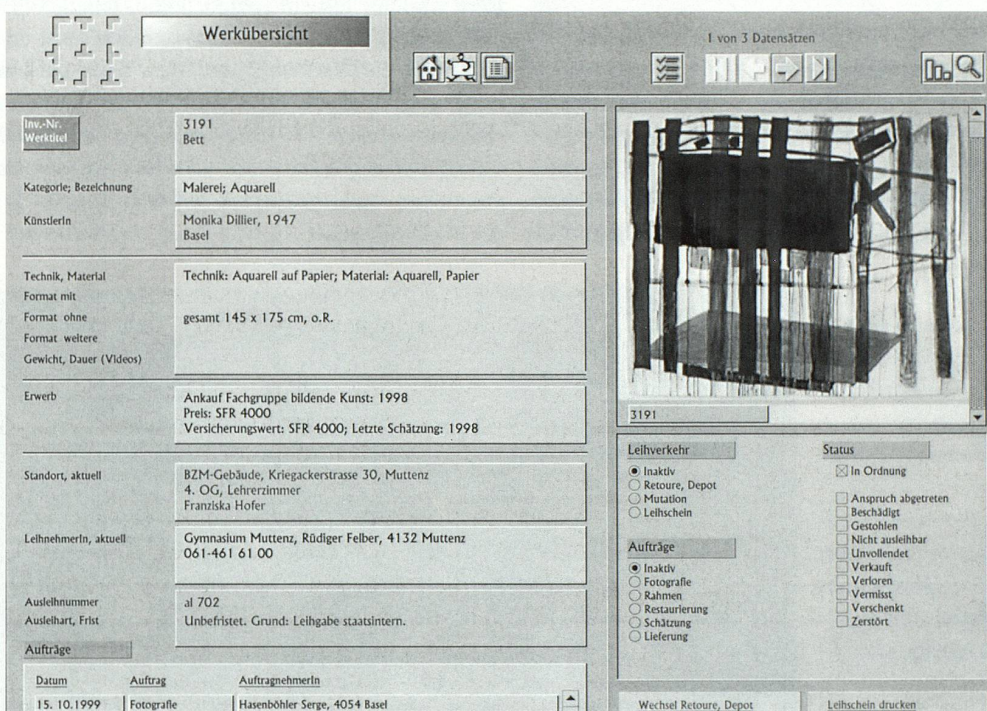 Werkübersicht
1 von 3 Datensätzen
Inv.-Nr.
Werktitel
3191
Bett
Kategorie; Bezeichnung
Malerei; Aquarell
KünstlerIn
Monika Dillier, 1947
Basel
Technik, Material
Technik: Aquarell auf Papier; Material: Aquarell, Papier
Format mit
Format ohne
gesamt 145 x 175 cm, o.R.
Format weitere
Gewicht, Dauer (Videos)
Erwerb
Ankauf Fachgruppe bildende Kunst: 1998
Preis: SFR 4000
Versicherungswert: SFR 4000; Letzte Schätzung: 1998
Standort, aktuell
BZM-Gebäude, Kriegackerstrasse 30, Muttenz
4. OG, Lehrerzimmer
Franziska Hofer
LeihnehmerIn, aktuell
Gymnasium Muttenz, Rüdiger Felber, 4132 Muttenz
061-461 61 00
Ausleihnummer
al 702
Ausleihart, Frist
Unbefristet. Grund: Leihgabe staatsintern.
Aufträge
Datum Auftrag AuftragnehmerIn
15. 10.1999 Fotografie Hasenböhler Serge, 4054 Basel
3191
Leihverkehr
Inaktiv
Retoure, Depot
Mutation
Leihschein
Aufträge
Inaktiv
Fotografie
Rahmen
Restaurierung
Schätzung
Lieferung
Status
In Ordnung
Anspruch abgetreten
Beschädigt
Gestohlen
Nicht ausleihbar
Unvollendet
Verkauft
Verloren
Vermisst
Verschenkt
Zerstört
Wechsel Retoure, Depot
Leihschein drucken